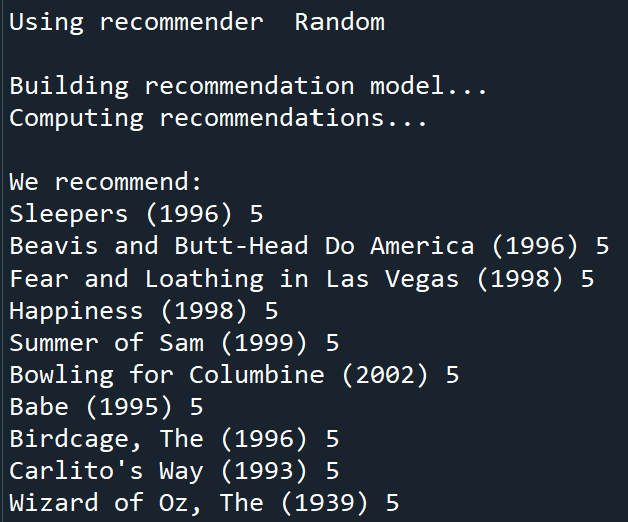 Using recommender  Random
Building recommendation model...
Computing recommendations...
We recommend:
Sleepers (1996) 5
Beavis and Butt-Head Do America (1996) 5
Fear and Loathing in Las Vegas (1998) 5
Happiness (1998) 5
Summer of Sam (1999) 5
Bowling for Columbine (2002) 5
Babe (1995) 5
Birdcage, The (1996) 5
Carlito's Way (1993) 5
Wizard of Oz, The (1939) 5